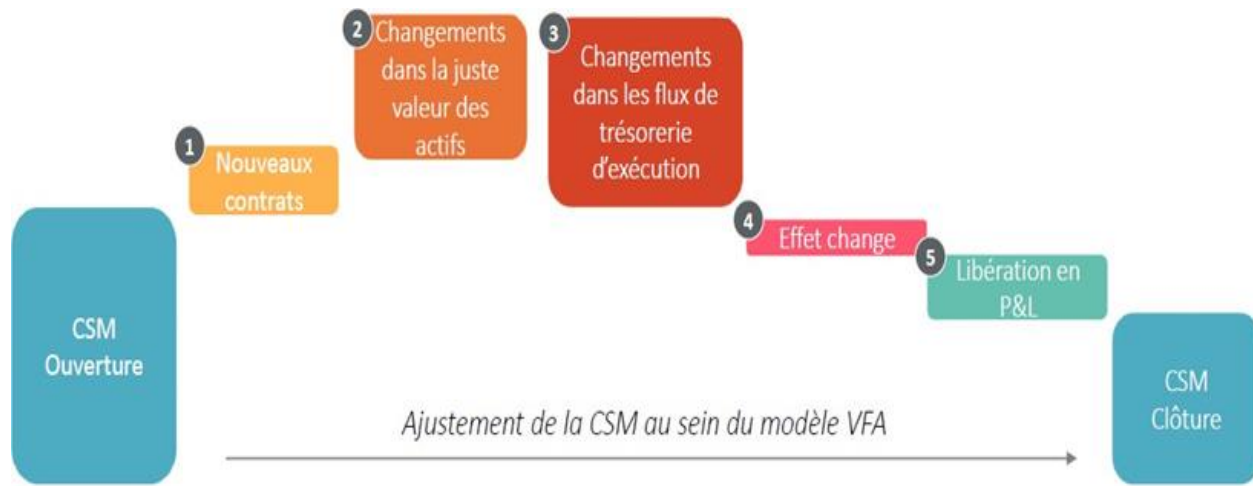 1
Nouveaux
contrats
2
Changements
dans la juste
valeur des
actifs
3
Changements
dans les flux de
trésorerie
d'exécution
4
Effet change
5
Libération en
P&L
CSM
Ouverture
CSM
Clôture
Ajustement de la CSM au sein du modèle VFA